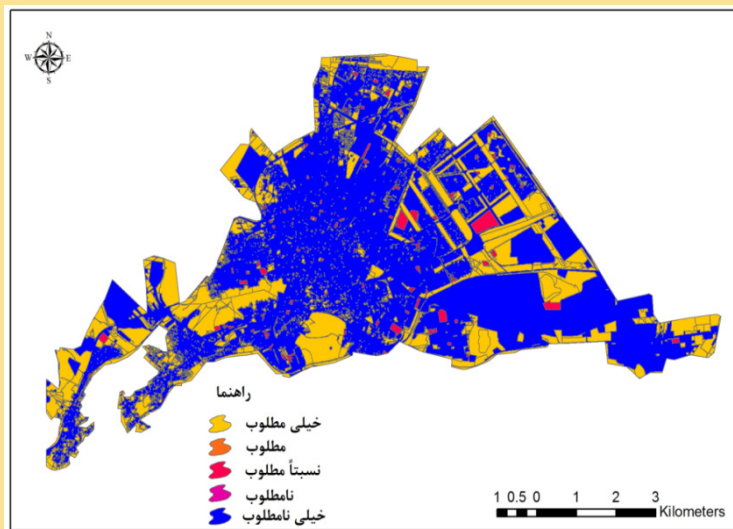 N
W E
S
راهنما
خیلی مطلوب
مطلوب
نسبتاً مطلوب
نامطلوب
خیلی نامطلوب
1 0.5 0 1 2 3
Kilometers